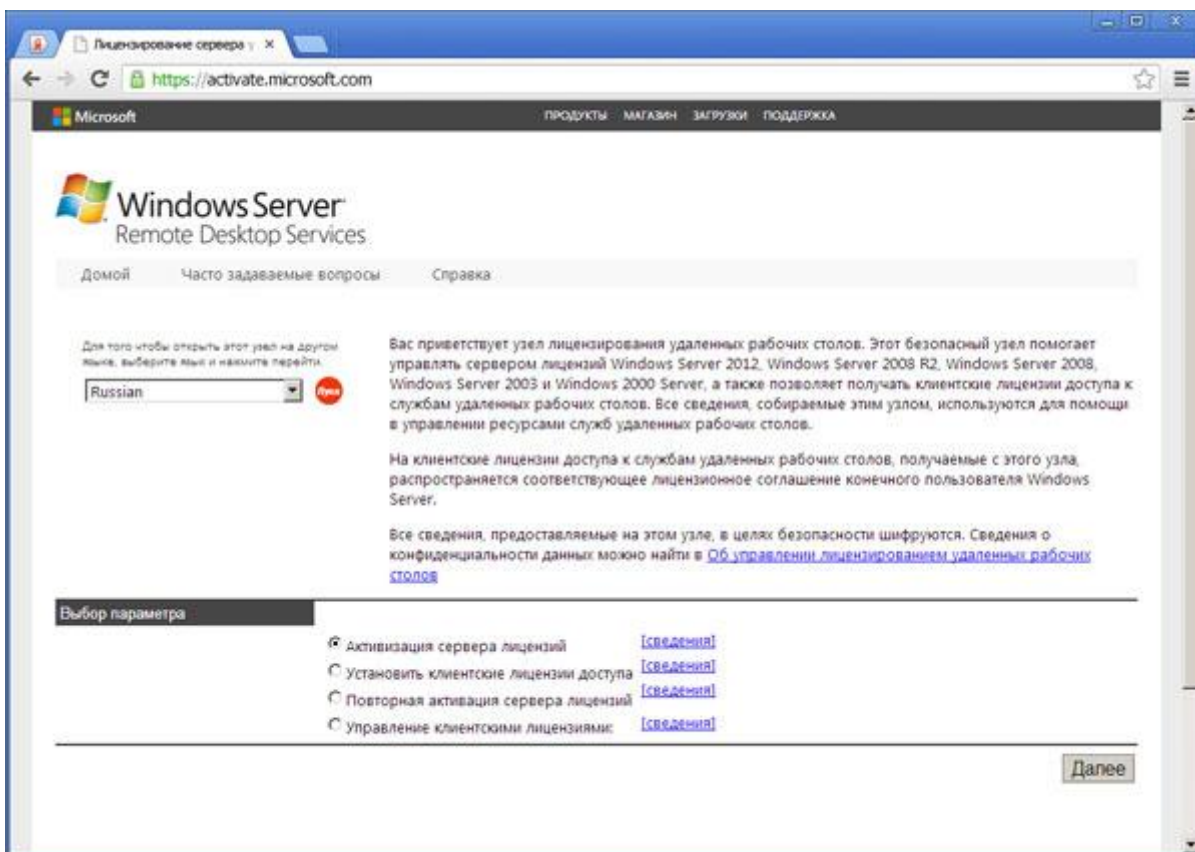 Лицензирование сервера у
https://activate.microsoft.com
Microsoft
ПРОДУКТЫ МАГАЗИН ЗАГРУЗКИ ПОДДЕРЖКА
Windows Server
Remote Desktop Services
Домой Часто задаваемые вопросы Справка
Для того чтобы открыть этот узел на другом
языке, выберите язык и нажмите перейти.
Russian
Пуск
Вас приветствует узел лицензирования удаленных рабочих столов. Этот безопасный узел помогает
управлять сервером лицензий Windows Server 2012, Windows Server 2008 R2, Windows Server 2008,
Windows Server 2003 и Windows 2000 Server, а также позволяет получать клиентские лицензии доступа к
службам удаленных рабочих столов. Все сведения, собираемые этим узлом, используются для помощи
в управлении ресурсами служб удаленных рабочих столов.
На клиентские лицензии доступа к службам удаленных рабочих столов, получаемые с этого узла,
распространяется соответствующее лицензионное соглашение конечного пользователя Windows
Server.
Все сведения, предоставляемые на этом узле, в целях безопасности шифруются. Сведения о
конфиденциальности данных можно найти в Об управлении лицензированием удаленных рабочих
столов
Выбор параметра
Активизация сервера лицензий [сведения]
Установить клиентские лицензии доступа [сведения]
Повторная активация сервера лицензий [сведения]
Управление клиентскими лицензиями: [сведения]
Далее